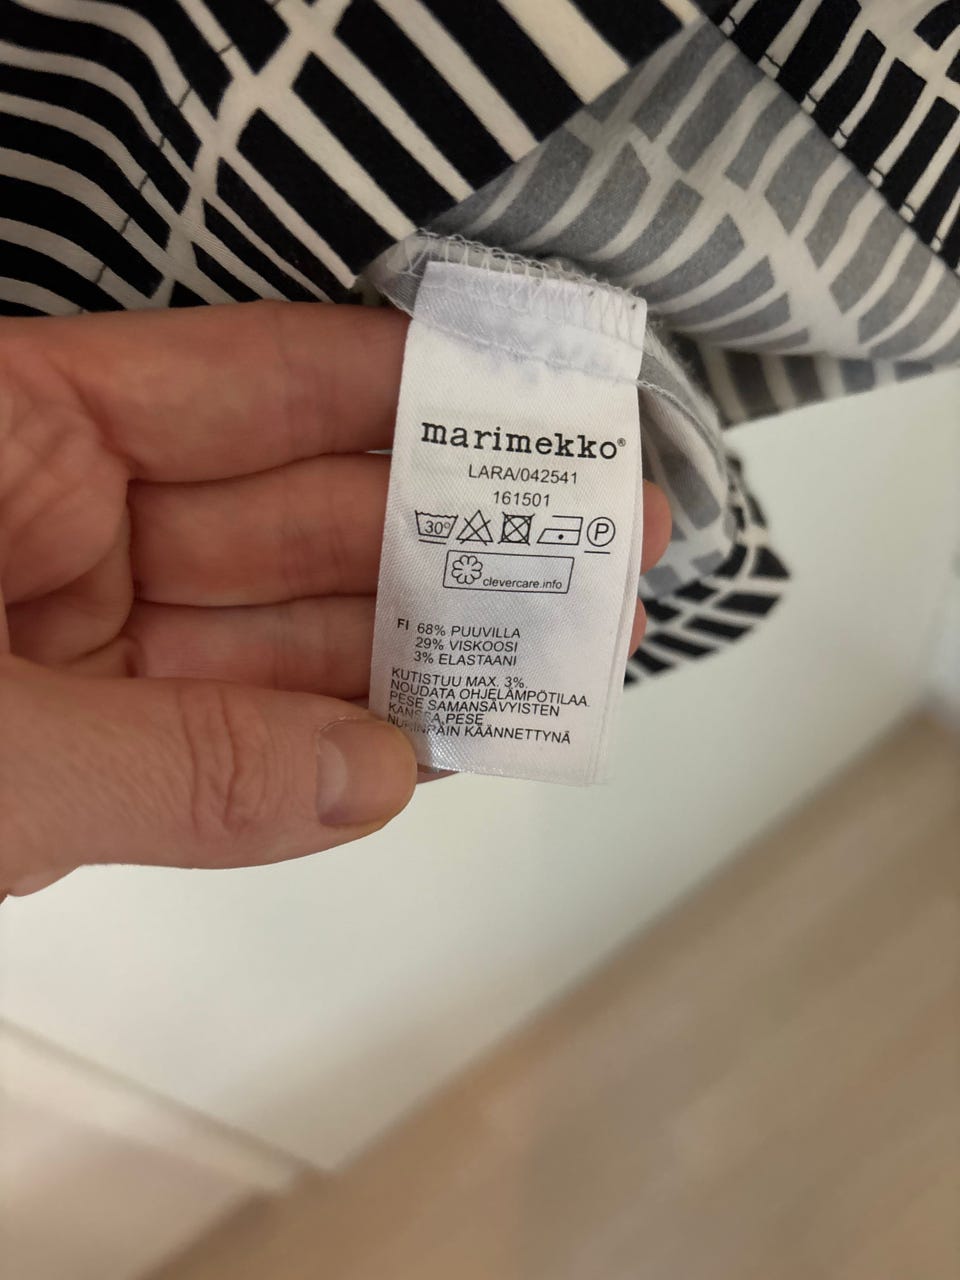 marimekko®
LARA/042541
161501
30° P
clevercare.info
FI 68% PUUVILLA
29% VISKOOSI
3% ELASTAANI
KUTISTUU MAX. 3%.
NOUDATA OHJELÄMPÖTILAA.
PESE SAMANSÄVYISTEN
KANSSA,PESE
NURINPÄIN KÄÄNNETTYNÄ